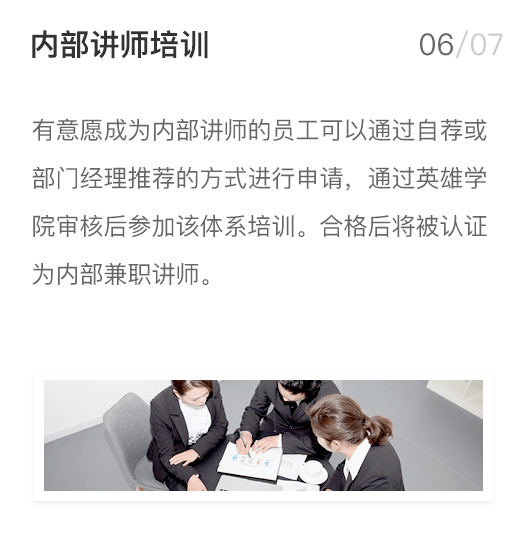 内部讲师培训
06/07
有意愿成为内部讲师的员工可以通过自荐或
部门经理推荐的方式进行申请，通过英雄学
院审核后参加该体系培训。合格后将被认证
为内部兼职讲师。